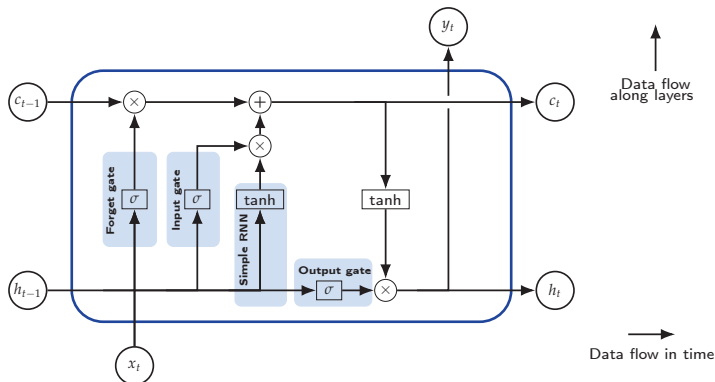 y_t
Data flow
along layers
c_{t−1}
×
+
c_t
×
Forget gate
σ
Input gate
σ
Simple RNN
tanh
tanh
Output gate
h_{t−1}
σ
×
h_t
x_t
Data flow in time